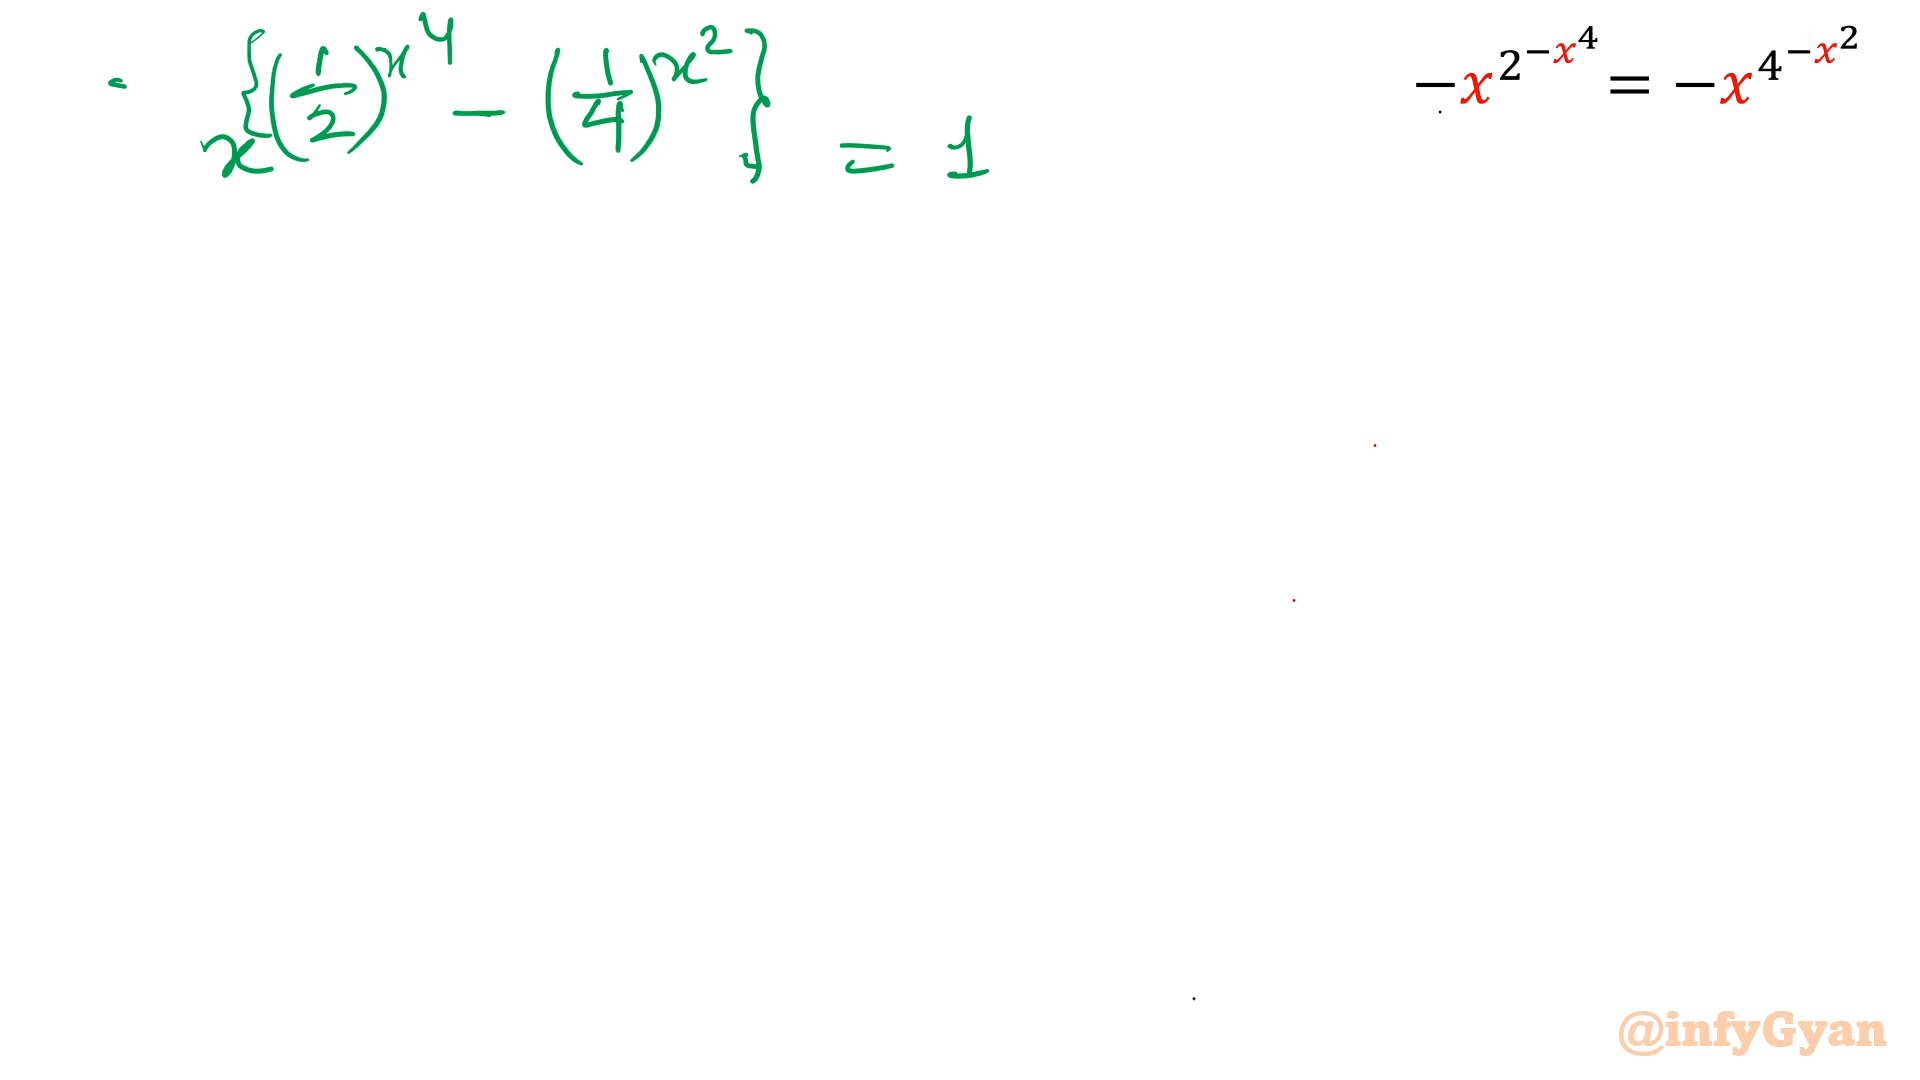 x^{(1/2)^x^4 - (1/4)^x^2} = 1
−x^2^−x^4 = −x^4^−x^2
@infyGyan